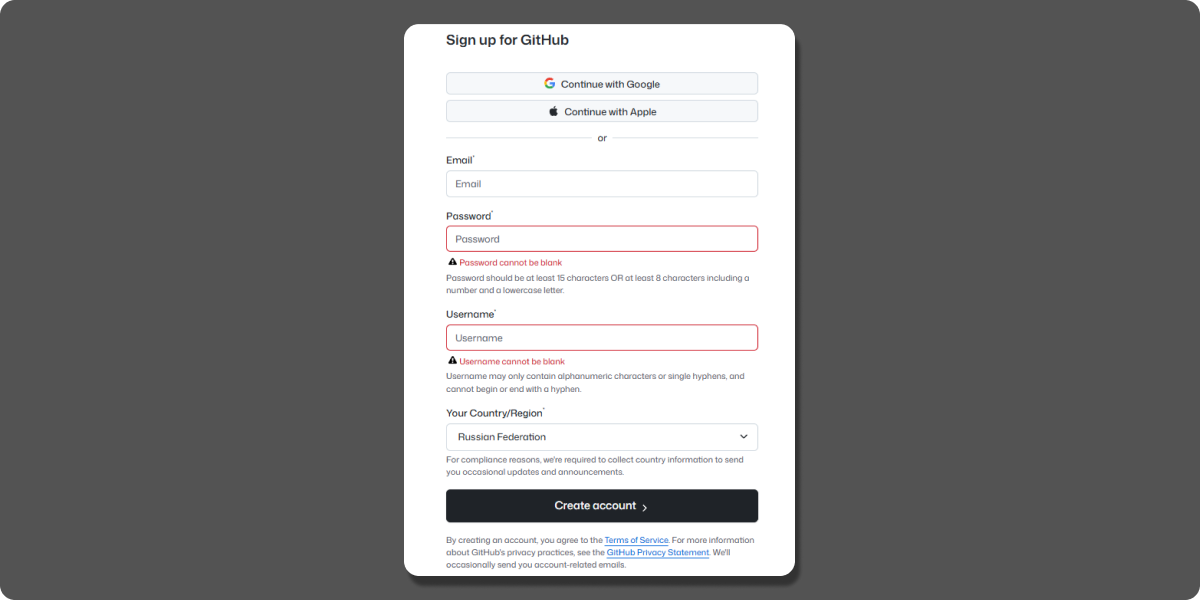 Sign up for GitHub
Continue with Google
Continue with Apple
or
Email*
Email
Password*
Password
Password cannot be blank
Password should be at least 15 characters OR at least 8 characters including a
number and a lowercase letter.
Username*
Username
Username cannot be blank
Username may only contain alphanumeric characters or single hyphens, and
cannot begin or end with a hyphen.
Your Country/Region*
Russian Federation
For compliance reasons, we're required to collect country information to send
you occasional updates and announcements.
Create account
By creating an account, you agree to the Terms of Service. For more information
about GitHub's privacy practices, see the GitHub Privacy Statement. We'll
occasionally send you account-related emails.